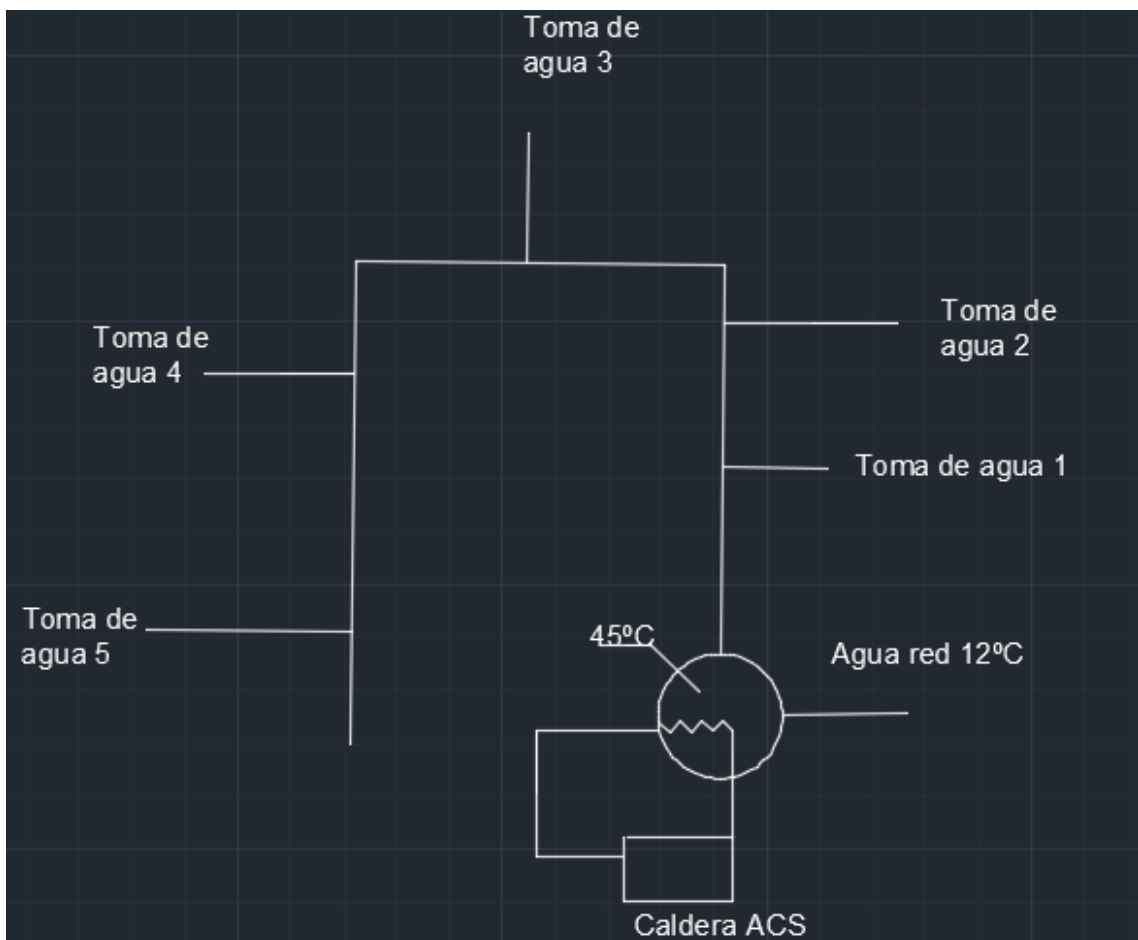 Toma de
agua 3
Toma de
agua 2
Toma de
agua 4
Toma de agua 1
Toma de
agua 5
45ºC
Agua red 12ºC
Caldera ACS